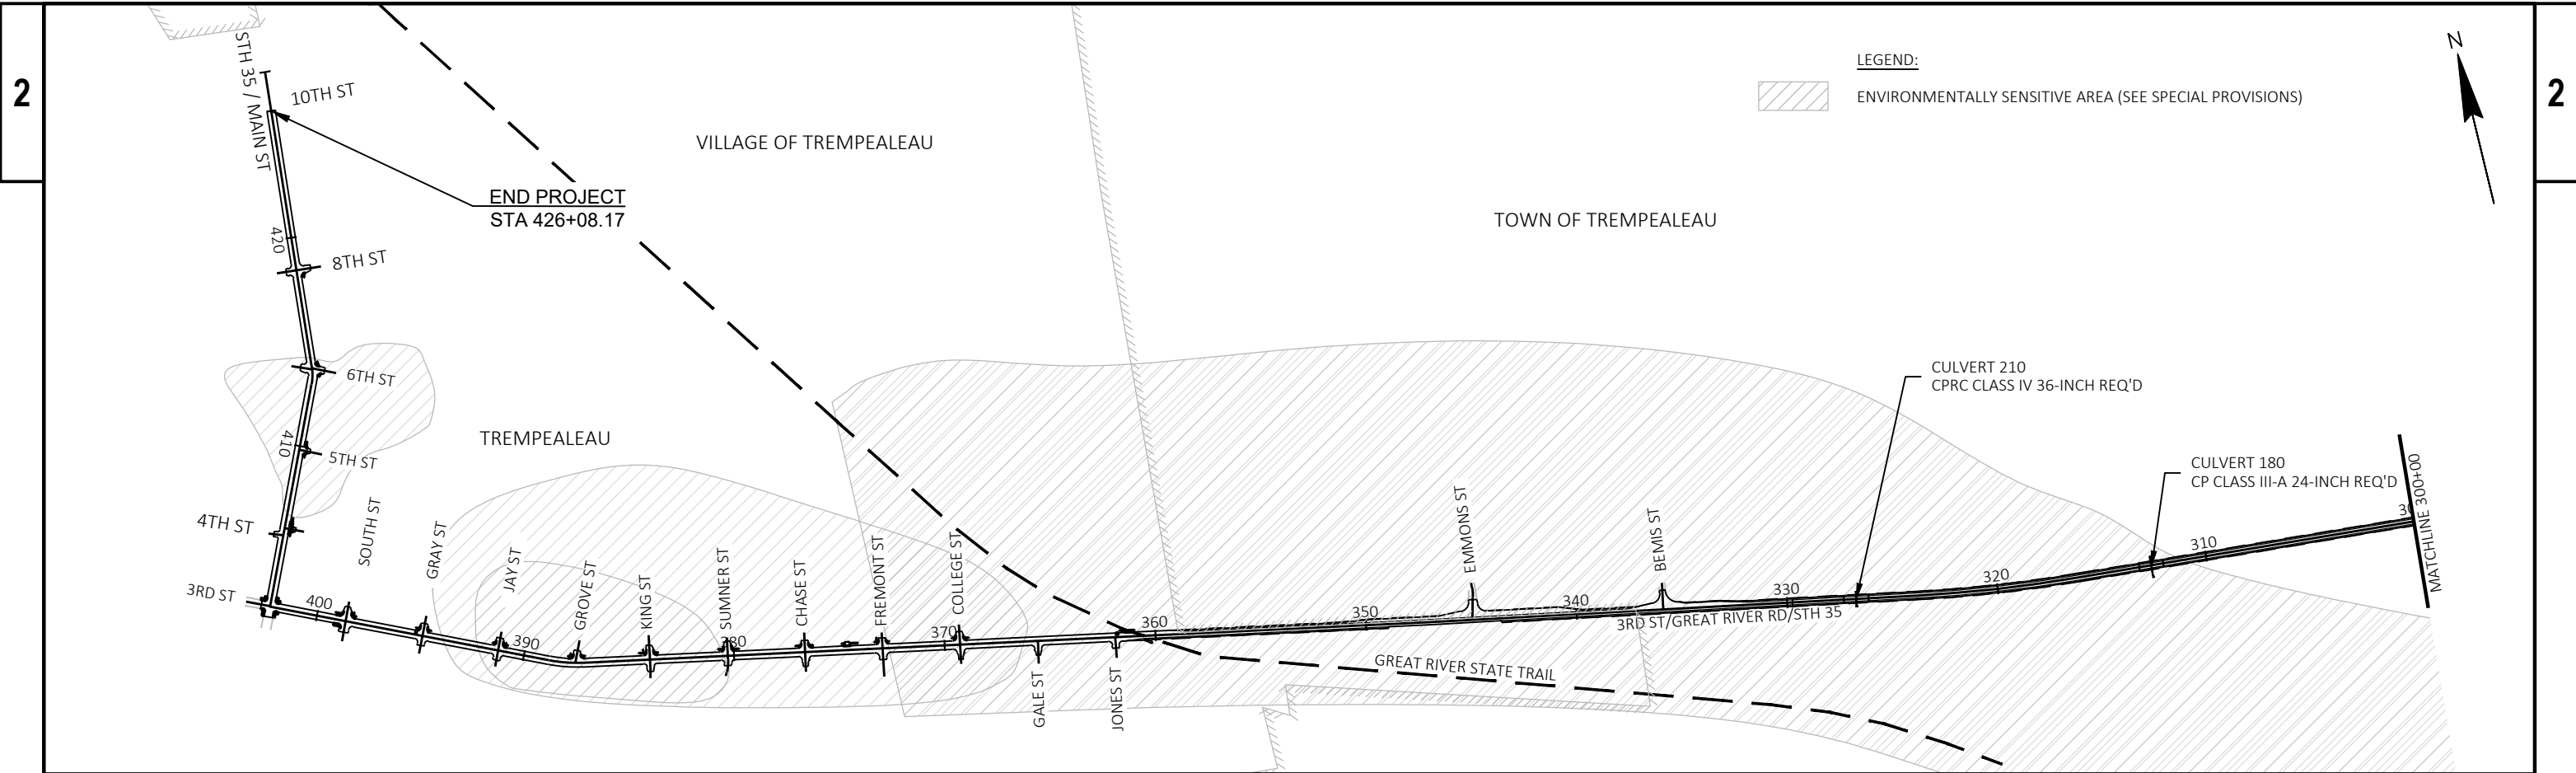 2
2
LEGEND:
ENVIRONMENTALLY SENSITIVE AREA (SEE SPECIAL PROVISIONS)
N
STH 35 / MAIN ST
10TH ST
VILLAGE OF TREMPEALEAU
END PROJECT
STA 426+08.17
TOWN OF TREMPEALEAU
420
8TH ST
6TH ST
CULVERT 210
CPRC CLASS IV 36-INCH REQ'D
TREMPEALEAU
410
5TH ST
CULVERT 180
CP CLASS III-A 24-INCH REQ'D
MATCHLINE 300+00
4TH ST
SOUTH ST
GRAY ST
JAY ST
GROVE ST
KING ST
SUMNER ST
CHASE ST
FREMONT ST
COLLEGE ST
EMMONS ST
BEMIS ST
3RD ST
400
390
380
370
360
350
340
330
320
310
3RD ST/GREAT RIVER RD/STH 35
GREAT RIVER STATE TRAIL
GALE ST
JONES ST